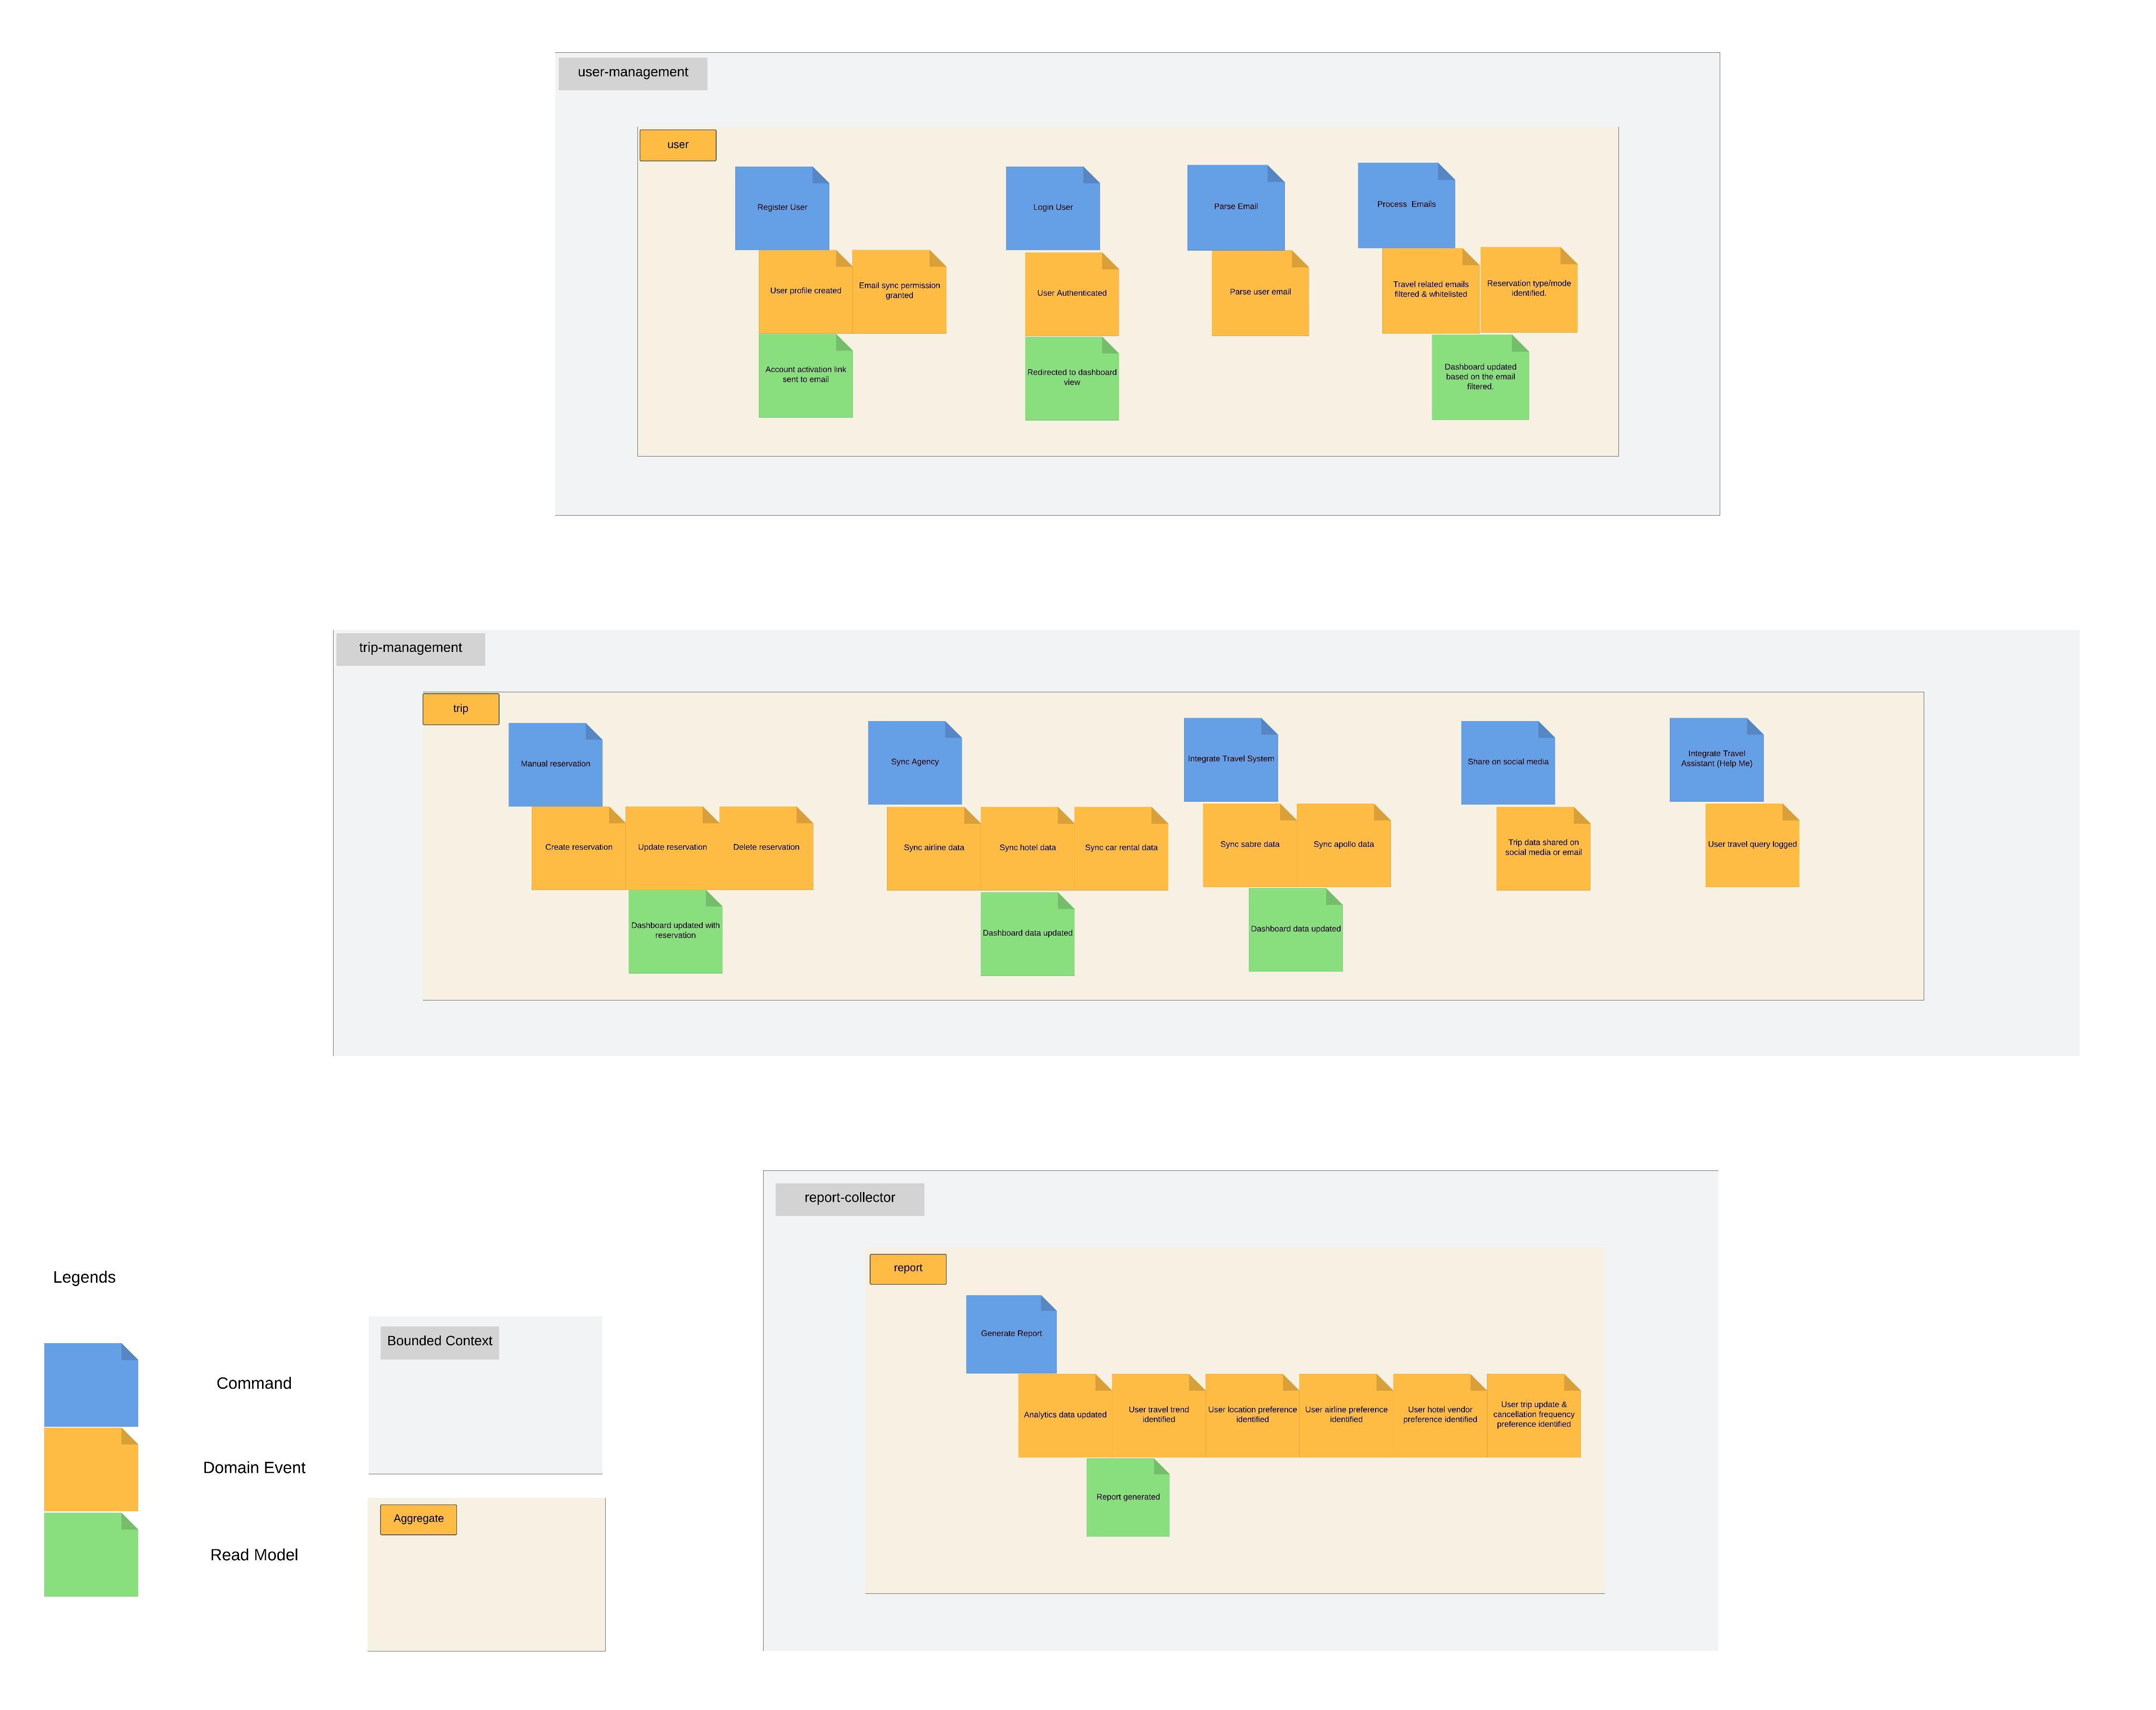 user-management
user
Register User
Login User
Parse Email
Process  Emails
User profile created
Email sync permission
granted
User Authenticated
Parse user email
Travel related emails
filtered & whitelisted
Reservation type/mode
identified.
Account activation link
sent to email
Redirected to dashboard
view
Dashboard updated
based on the email
filtered.
trip-management
trip
Manual reservation
Sync Agency
Integrate Travel System
Share on social media
Integrate Travel
Assistant (Help Me)
Create reservation
Update reservation
Delete reservation
Sync airline data
Sync hotel data
Sync car rental data
Sync sabre data
Sync apollo data
Trip data shared on
social media or email
User travel query logged
Dashboard updated with
reservation
Dashboard data updated
Dashboard data updated
report-collector
report
Generate Report
Analytics data updated
User travel trend
identified
User location preference
identified
User airline preference
identified
User hotel vendor
preference identified
User trip update &
cancellation frequency
preference identified
Report generated
Legends
Command
Domain Event
Read Model
Bounded Context
Aggregate